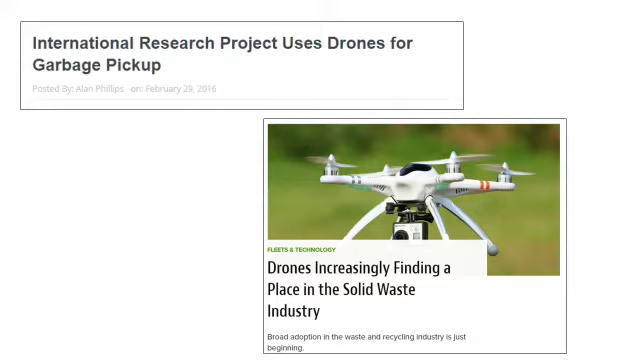 International Research Project Uses Drones for
Garbage Pickup
Posted By: Alan Phillips on: February 29, 2016
FLEETS & TECHNOLOGY
Drones Increasingly Finding a
Place in the Solid Waste
Industry
Broad adoption in the waste and recycling industry is just
beginning.